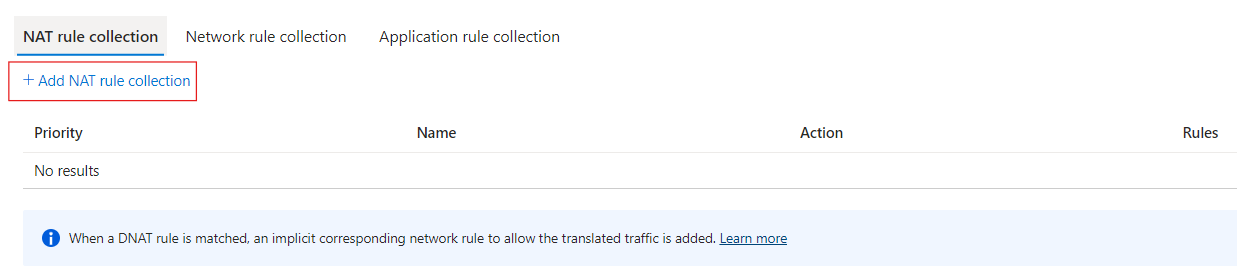 NAT rule collection Network rule collection Application rule collection
+ Add NAT rule collection
Priority Name Action Rules
No results
When a DNAT rule is matched, an implicit corresponding network rule to allow the translated traffic is added. Learn more